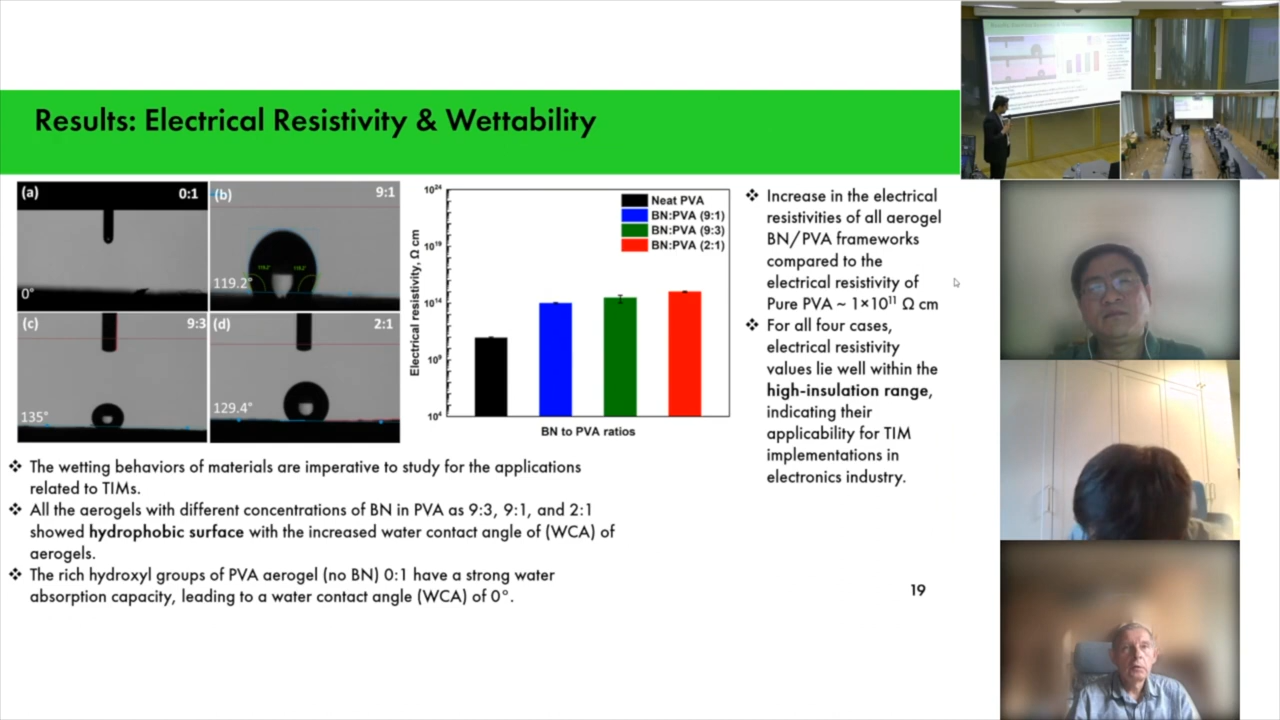 Results: Electrical Resistivity & Wettability
(a)
0:1
0°
(b)
9:1
119.2°
119.2°
119.2°
(c)
9:3
135°
(d)
2:1
129.4°
Electrical resistivity, Ω cm
10²⁴
10¹⁹
10¹⁴
10⁹
10⁴
Neat PVA
BN:PVA (9:1)
BN:PVA (9:3)
BN:PVA (2:1)
BN to PVA ratios
❖ Increase in the electrical
resistivities of all aerogel
BN/PVA frameworks
compared to the
electrical resistivity of
Pure PVA ~ 1×10¹¹ Ω cm
❖ For all four cases,
electrical resistivity
values lie well within the
high-insulation range,
indicating their
applicability for TIM
implementations in
electronics industry.
❖ The wetting behaviors of materials are imperative to study for the applications
related to TIMs.
❖ All the aerogels with different concentrations of BN in PVA as 9:3, 9:1, and 2:1
showed hydrophobic surface with the increased water contact angle of (WCA) of
aerogels.
❖ The rich hydroxyl groups of PVA aerogel (no BN) 0:1 have a strong water
absorption capacity, leading to a water contact angle (WCA) of 0°.
19